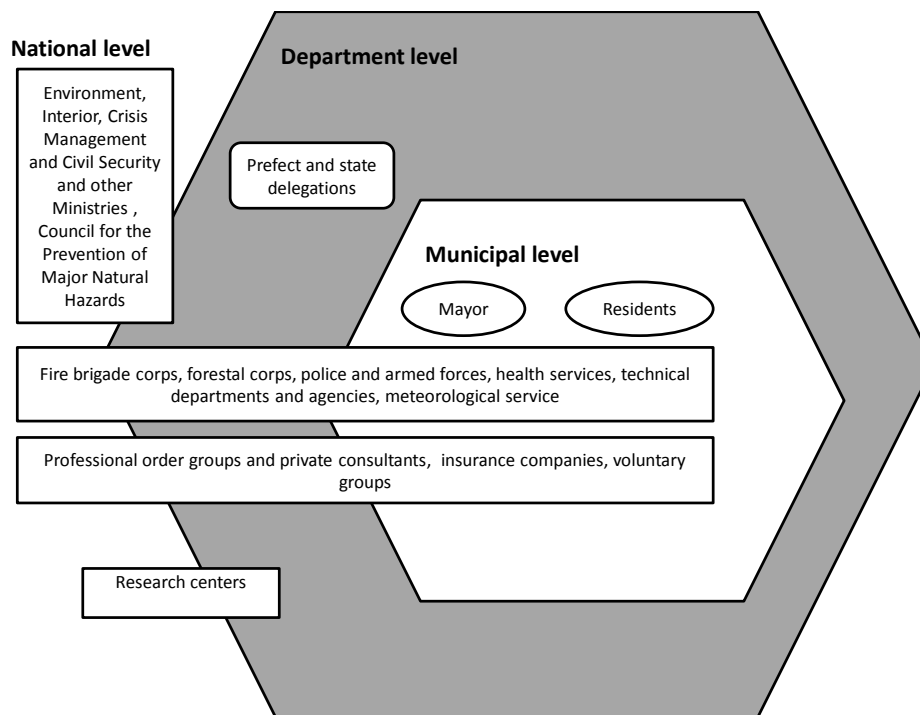 National level
Environment,
Interior, Crisis
Management
and Civil Security
and other
Ministries ,
Council for the
Prevention of
Major Natural
Hazards
Department level
Prefect and state
delegations
Municipal level
Mayor
Residents
Fire brigade corps, forestal corps, police and armed forces, health services, technical
departments and agencies, meteorological service
Professional order groups and private consultants,  insurance companies, voluntary
groups
Research centers